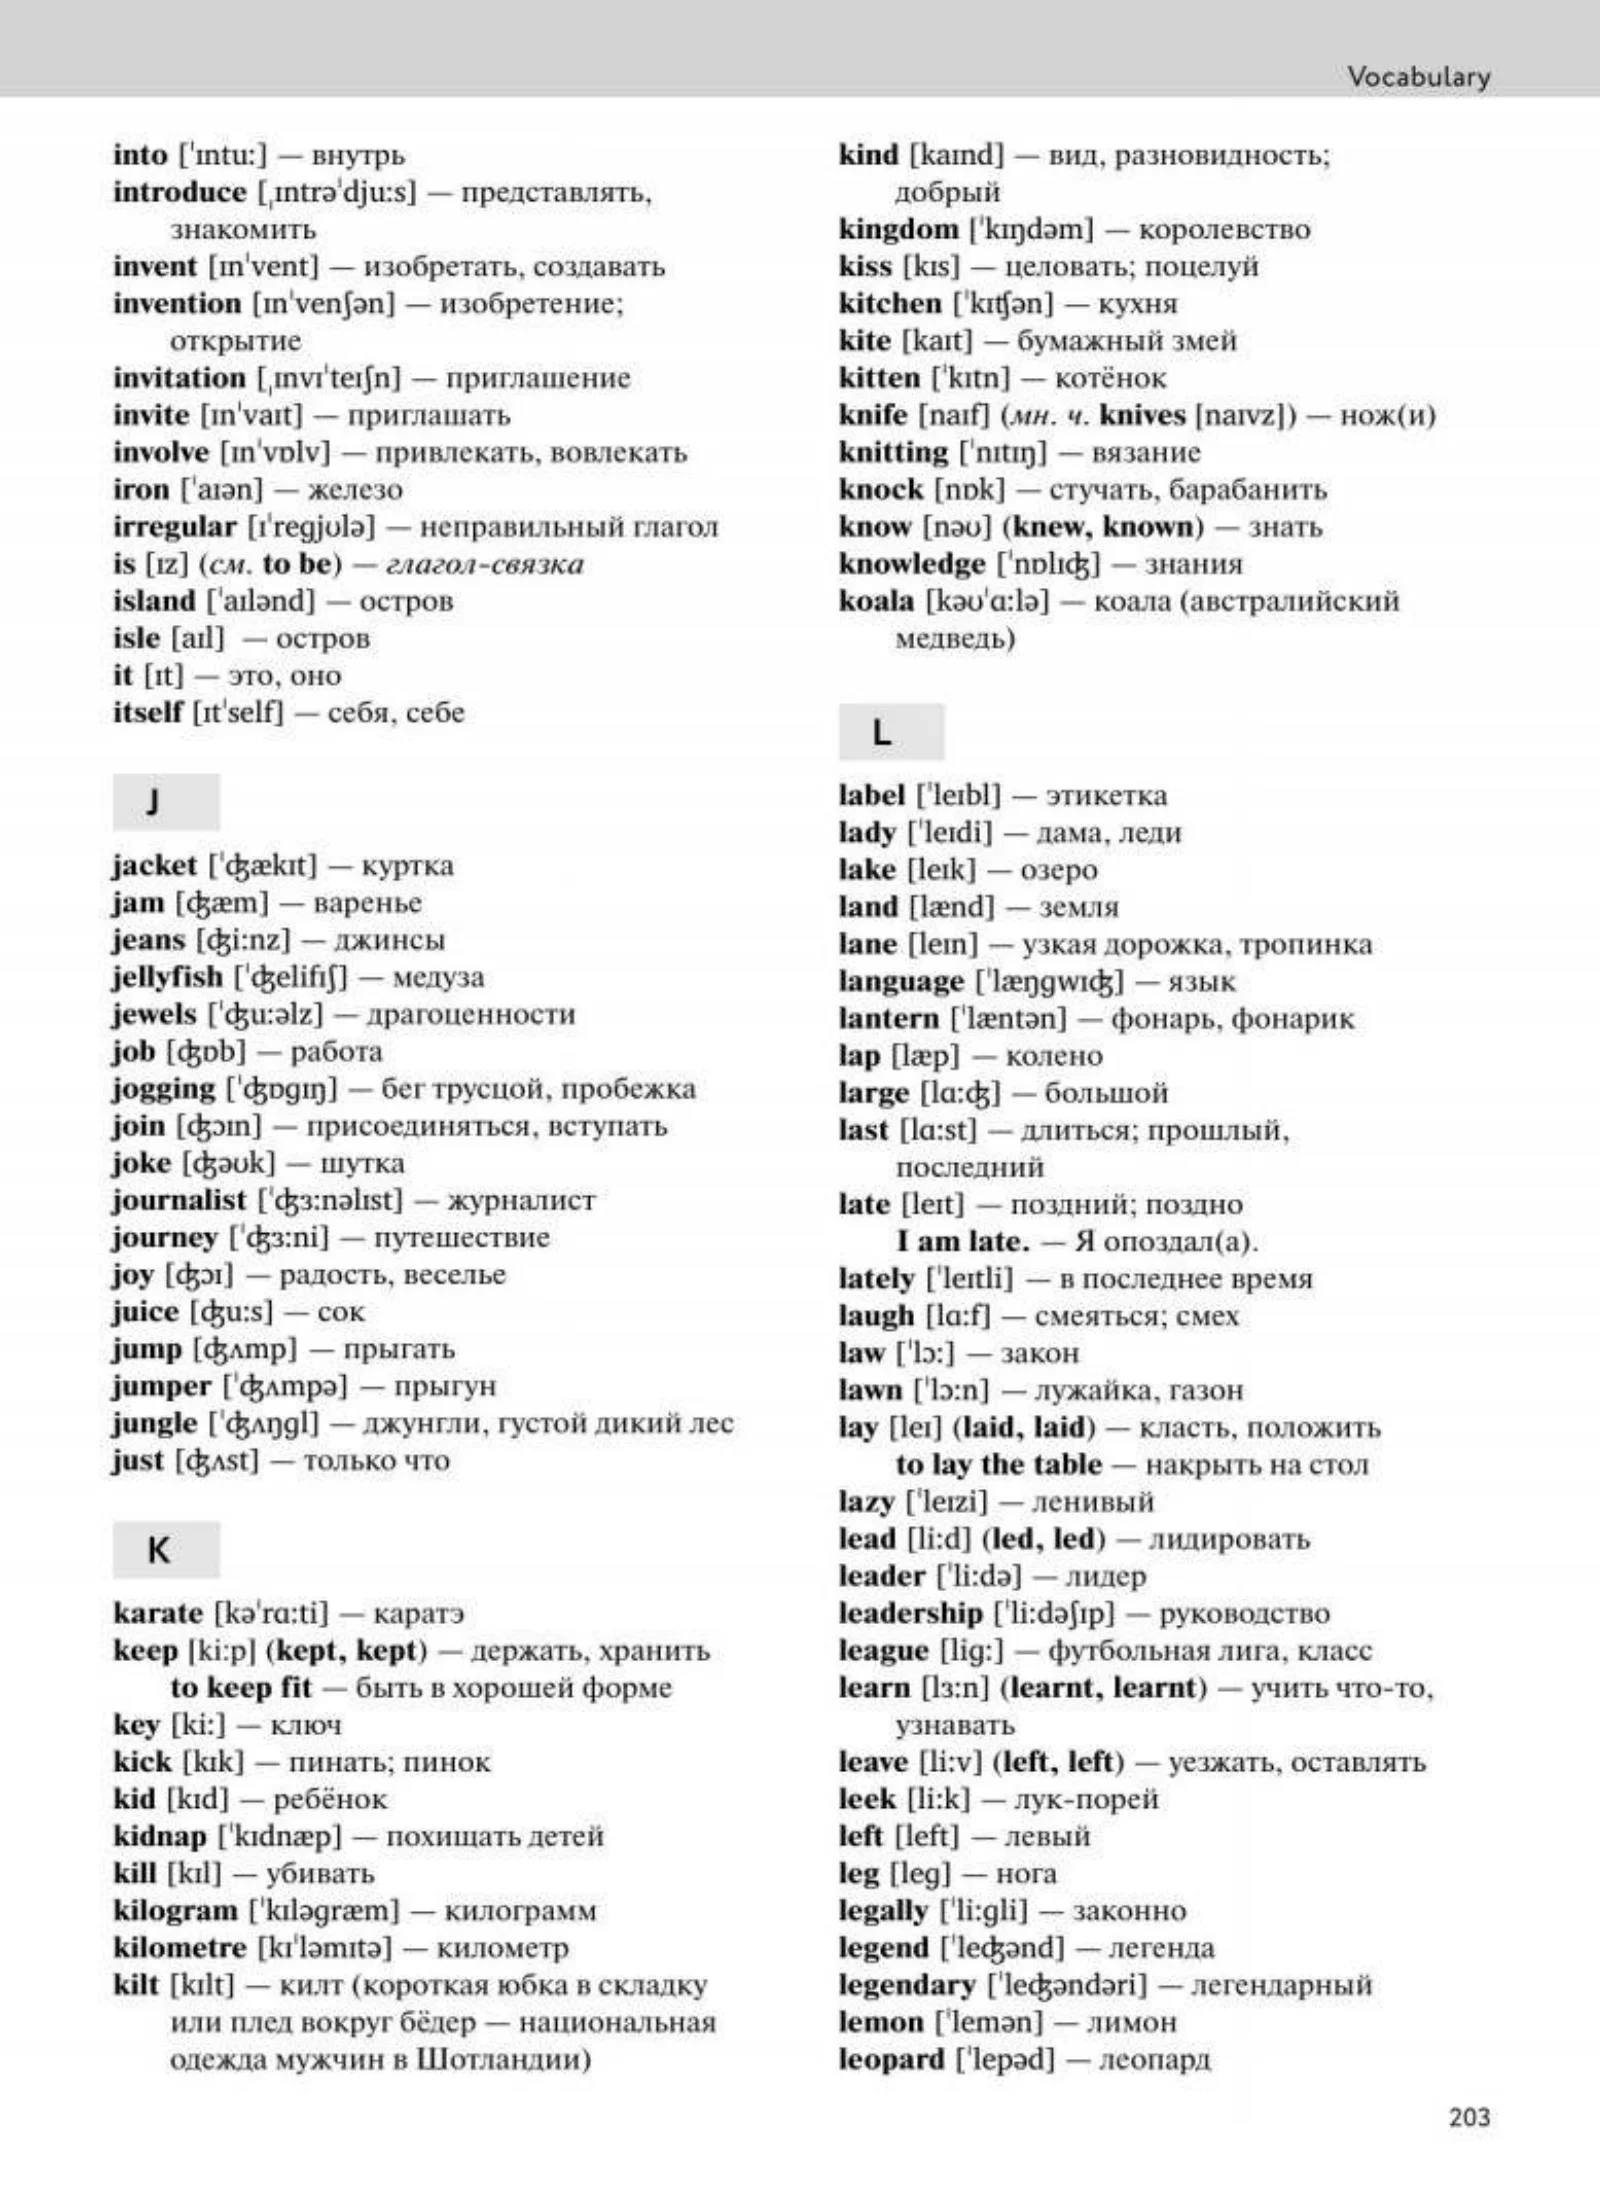 Vocabulary
into [ˈɪntu:] — внутрь
introduce [ˌɪntrəˈdju:s] — представлять,
знакомить
invent [ɪnˈvent] — изобретать, создавать
invention [ɪnˈvenʃən] — изобретение;
открытие
invitation [ˌɪnvɪˈteɪʃn] — приглашение
invite [ɪnˈvaɪt] — приглашать
involve [ɪnˈvɒlv] — привлекать, вовлекать
iron [ˈaɪən] — железо
irregular [ɪˈregjʊlə] — неправильный глагол
is [ɪz] (см. to be) — глагол-связка
island [ˈaɪlənd] — остров
isle [aɪl] — остров
it [ɪt] — это, оно
itself [ɪtˈself] — себя, себе
J
jacket [ˈʤækɪt] — куртка
jam [ʤæm] — варенье
jeans [ʤi:nz] — джинсы
jellyfish [ˈʤelifɪʃ] — медуза
jewels [ˈʤu:əlz] — драгоценности
job [ʤɒb] — работа
jogging [ˈʤɒgɪŋ] — бег трусцой, пробежка
join [ʤɔɪn] — присоединяться, вступать
joke [ʤəʊk] — шутка
journalist [ˈʤɜ:nəlɪst] — журналист
journey [ˈʤɜ:ni] — путешествие
joy [ʤɔɪ] — радость, веселье
juice [ʤu:s] — сок
jump [ʤʌmp] — прыгать
jumper [ˈʤʌmpə] — прыгун
jungle [ˈʤʌŋgl] — джунгли, густой дикий лес
just [ʤʌst] — только что
K
karate [kəˈrɑ:ti] — каратэ
keep [ki:p] (kept, kept) — держать, хранить
to keep fit — быть в хорошей форме
key [ki:] — ключ
kick [kɪk] — пинать; пинок
kid [kɪd] — ребёнок
kidnap [ˈkɪdnæp] — похищать детей
kill [kɪl] — убивать
kilogram [ˈkɪləgræm] — килограмм
kilometre [kɪˈləmɪtə] — километр
kilt [kɪlt] — килт (короткая юбка в складку
или плед вокруг бёдер — национальная
одежда мужчин в Шотландии)
kind [kaɪnd] — вид, разновидность;
добрый
kingdom [ˈkɪŋdəm] — королевство
kiss [kɪs] — целовать; поцелуй
kitchen [ˈkɪʧən] — кухня
kite [kaɪt] — бумажный змей
kitten [ˈkɪtn] — котёнок
knife [naɪf] (мн. ч. knives [naɪvz]) — нож(и)
knitting [ˈnɪtɪŋ] — вязание
knock [nɒk] — стучать, барабанить
know [nəʊ] (knew, known) — знать
knowledge [ˈnɒlɪʤ] — знания
koala [kəʊˈɑ:lə] — коала (австралийский
медведь)
L
label [ˈleɪbl] — этикетка
lady [ˈleɪdi] — дама, леди
lake [leɪk] — озеро
land [lænd] — земля
lane [leɪn] — узкая дорожка, тропинка
language [ˈlæŋgwɪʤ] — язык
lantern [ˈlæntən] — фонарь, фонарик
lap [læp] — колено
large [lɑ:ʤ] — большой
last [lɑ:st] — длиться; прошлый,
последний
late [leɪt] — поздний; поздно
I am late. — Я опоздал(а).
lately [ˈleɪtli] — в последнее время
laugh [lɑ:f] — смеяться; смех
law [ˈlɔ:] — закон
lawn [ˈlɔ:n] — лужайка, газон
lay [leɪ] (laid, laid) — класть, положить
to lay the table — накрыть на стол
lazy [ˈleɪzi] — ленивый
lead [li:d] (led, led) — лидировать
leader [ˈli:də] — лидер
leadership [ˈli:dəʃɪp] — руководство
league [lig:] — футбольная лига, класс
learn [lɜ:n] (learnt, learnt) — учить что-то,
узнавать
leave [li:v] (left, left) — уезжать, оставлять
leek [li:k] — лук-порей
left [left] — левый
leg [leg] — нога
legally [ˈli:gli] — законно
legend [ˈleʤənd] — легенда
legendary [ˈleʤəndəri] — легендарный
lemon [ˈlemən] — лимон
leopard [ˈlepəd] — леопард
203